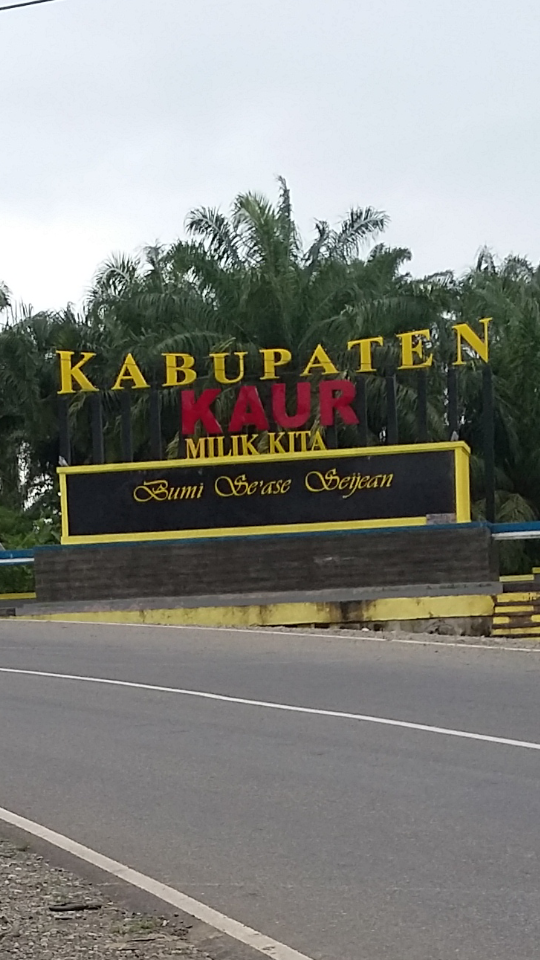 KABUPATEN
KAUR
MILIK KITA
Bumi Se'ase Seijean